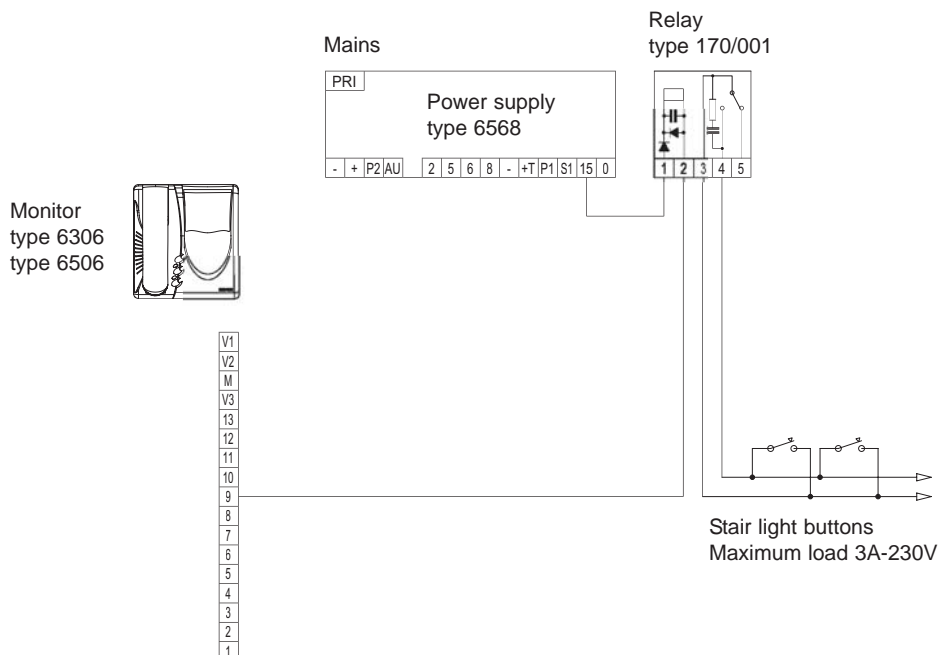 Relay
type 170/001
Mains
PRI
Power supply
type 6568
- + P2 AU 2 5 6 8 - +T P1 S1 15 0
1 2 3 4 5
Monitor
type 6306
type 6506
V1
V2
M
V3
13
12
11
10
9
8
7
6
5
4
3
2
1
Stair light buttons
Maximum load 3A-230V